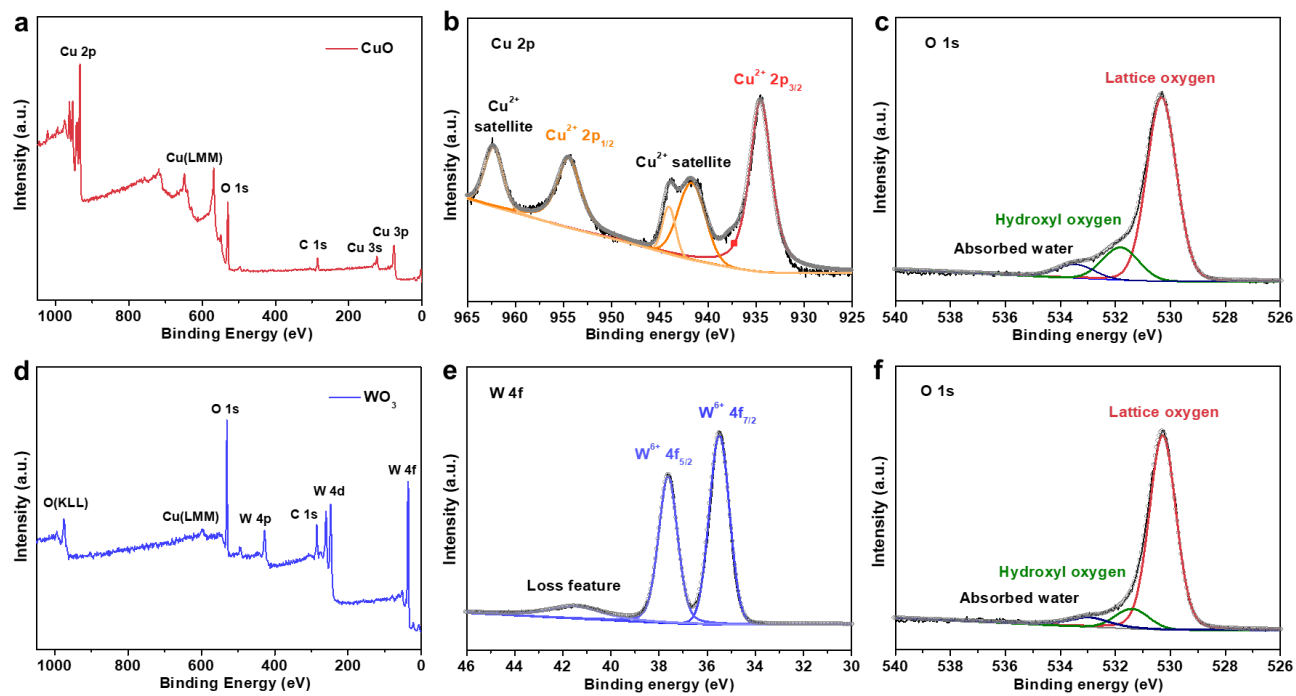 a
CuO
Cu 2p
Cu(LMM)
O 1s
C 1s
Cu 3s
Cu 3p
Intensity (a.u.)
1000 800 600 400 200 0
Binding Energy (eV)
b
Cu 2p
Cu²⁺
satellite
Cu²⁺ 2p₁/₂
Cu²⁺ satellite
Cu²⁺ 2p₃/₂
Intensity (a.u.)
965 960 955 950 945 940 935 930 925
Binding Energy (eV)
c
O 1s
Lattice oxygen
Hydroxyl oxygen
Absorbed water
Intensity (a.u.)
540 538 536 534 532 530 528 526
Binding energy (eV)
d
WO₃
O 1s
O(KLL)
Cu(LMM)
W 4p
C 1s
W 4d
W 4f
Intensity (a.u.)
1000 800 600 400 200 0
Binding Energy (eV)
e
W 4f
W⁶⁺ 4f₇/₂
W⁶⁺ 4f₅/₂
Loss feature
Intensity (a.u.)
46 44 42 40 38 36 34 32 30
Binding energy (eV)
f
O 1s
Lattice oxygen
Hydroxyl oxygen
Absorbed water
Intensity (a.u.)
540 538 536 534 532 530 528 526
Binding energy (eV)